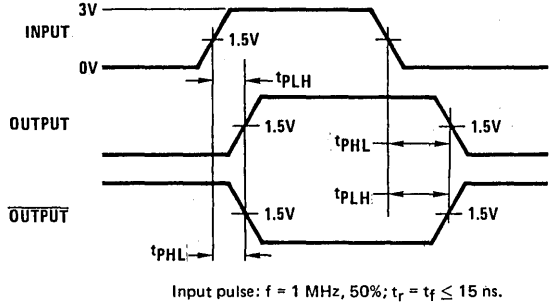 3V
INPUT
1.5V
0V
tPLH
OUTPUT
1.5V
1.5V
tPHL
tPLH
OUTPUT
1.5V
1.5V
tPHL
Input pulse: f = 1 MHz, 50%; tr = tf ≤ 15 ns.